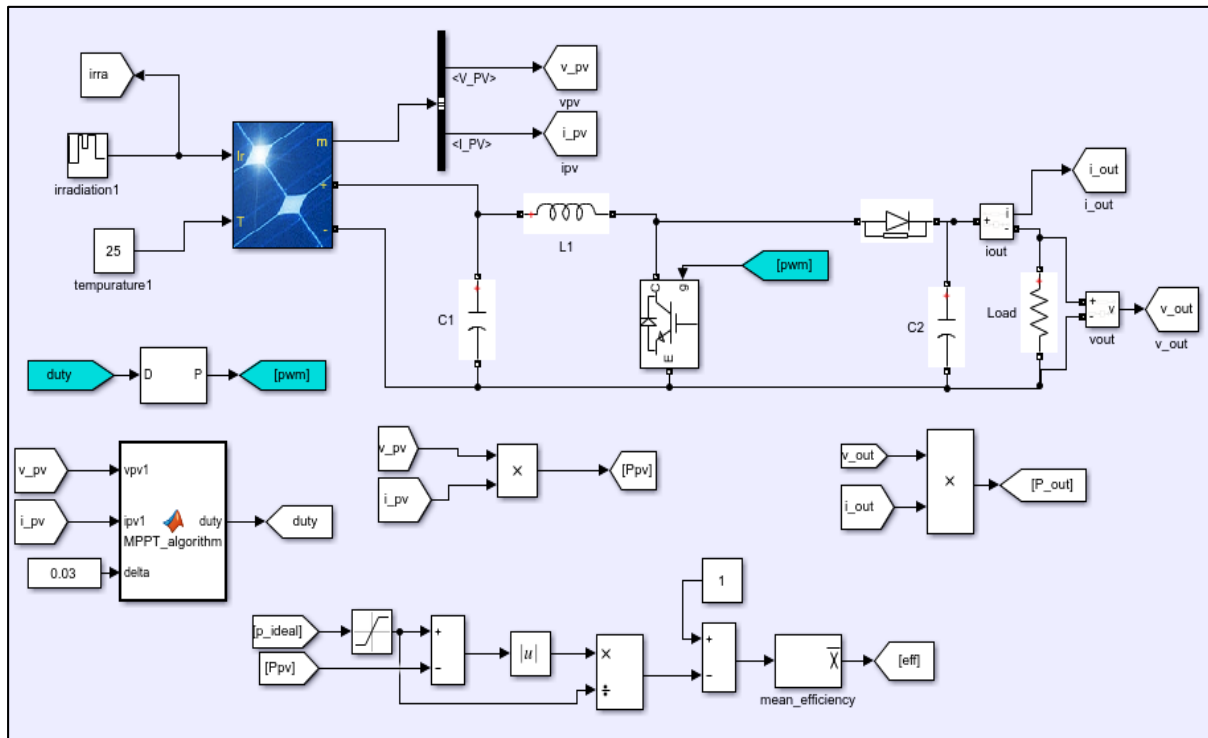 irra
irradiation1
25
tempurature1
Ir
T
m
+
-
<V_PV>
<I_PV>
v_pv
vpv
i_pv
ipv
L1
C1
C
g
E
[pwm]
C2
+
i
-
iout
i_out
i_out
Load
+
-
v
vout
v_out
v_out
duty
D
P
[pwm]
v_pv
i_pv
0.03
vpv1
ipv1
delta
duty
MPPT_algorithm
duty
v_pv
i_pv
×
[Ppv]
v_out
i_out
×
[P_out]
[p_ideal]
[Ppv]
+
-
|u|
×
÷
1
+
-
x
mean_efficiency
[eff]